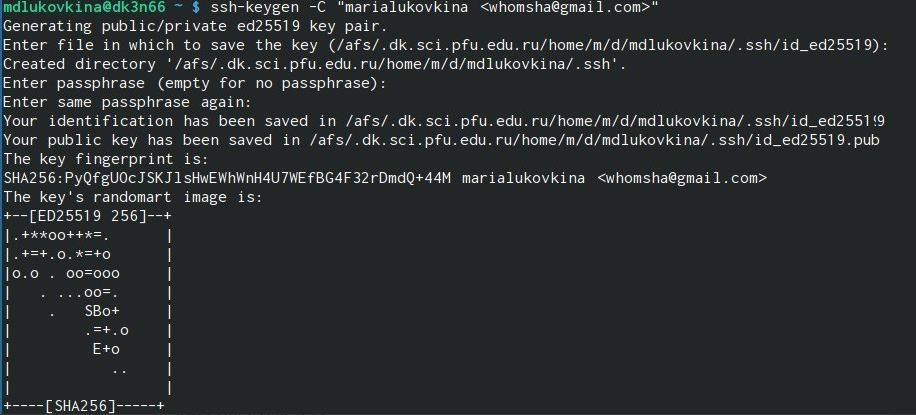 mdlukovkina@dk3n66 ~ $ ssh-keygen -C "marialukovkina <whomsha@gmail.com>"
Generating public/private ed25519 key pair.
Enter file in which to save the key (/afs/.dk.sci.pfu.edu.ru/home/m/d/mdlukovkina/.ssh/id_ed25519):
Created directory '/afs/.dk.sci.pfu.edu.ru/home/m/d/mdlukovkina/.ssh'.
Enter passphrase (empty for no passphrase):
Enter same passphrase again:
Your identification has been saved in /afs/.dk.sci.pfu.edu.ru/home/m/d/mdlukovkina/.ssh/id_ed25519
Your public key has been saved in /afs/.dk.sci.pfu.edu.ru/home/m/d/mdlukovkina/.ssh/id_ed25519.pub
The key fingerprint is:
SHA256:PyQfgUOcJSKJlsHwEWhWnH4U7WEfBG4F32rDmdQ+44M marialukovkina <whomsha@gmail.com>
The key's randomart image is:
+--[ED25519 256]--+
|.+**oo++*=.      |
|.+=+.o.*=+o      |
|o.o . oo=ooo     |
|   . ...oo=.     |
|    .   SBo+     |
|        .=+.o    |
|         E+o     |
|           ..    |
|                 |
+----[SHA256]-----+